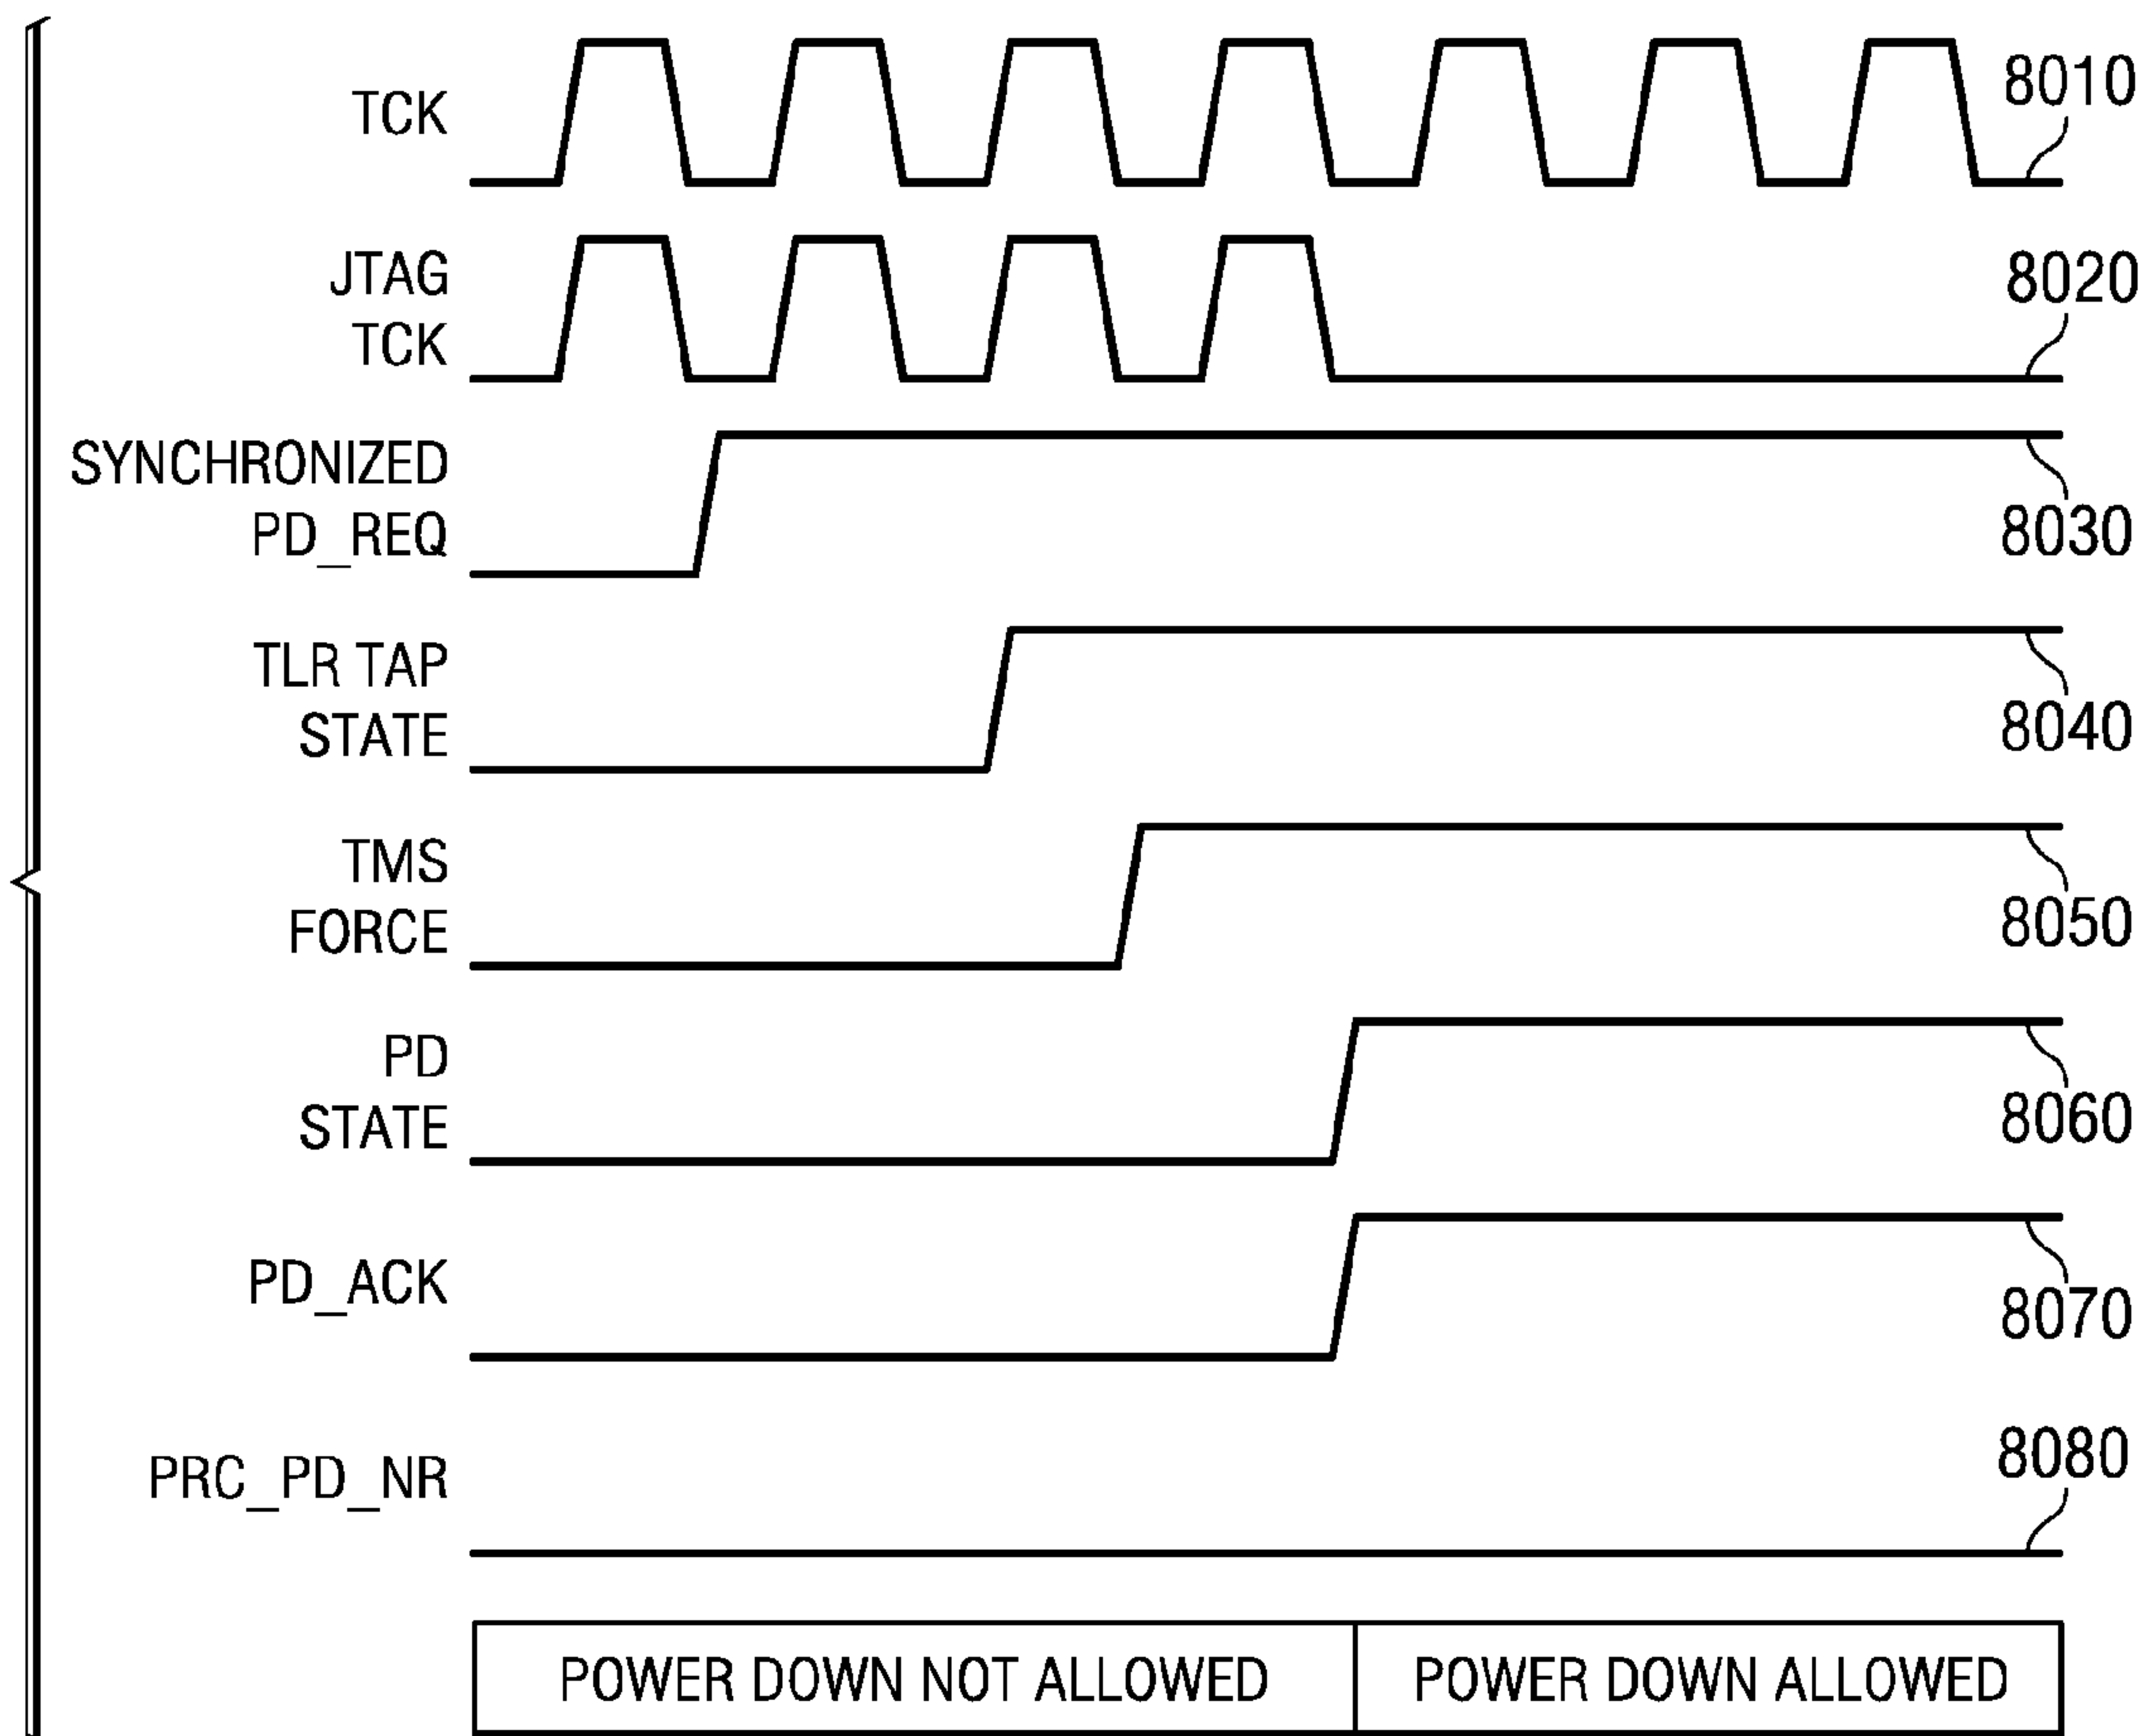 TCK
8010
JTAG
TCK
8020
SYNCHRONIZED
PD_REQ
8030
TLR TAP
STATE
8040
TMS
FORCE
8050
PD
STATE
8060
PD_ACK
8070
PRC_PD_NR
8080
POWER DOWN NOT ALLOWED
POWER DOWN ALLOWED